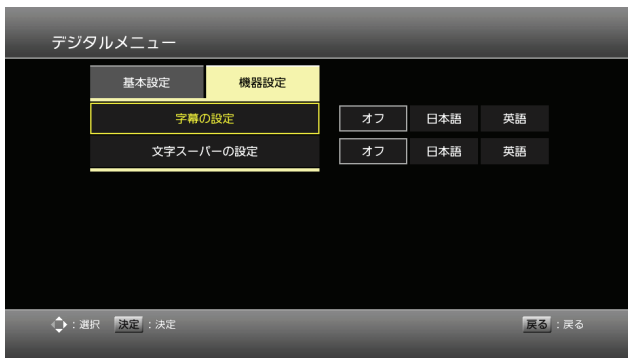 デジタルメニュー
基本設定 機器設定
字幕の設定 オフ 日本語 英語
文字スーパーの設定 オフ 日本語 英語
:選択 決定:決定 戻る:戻る